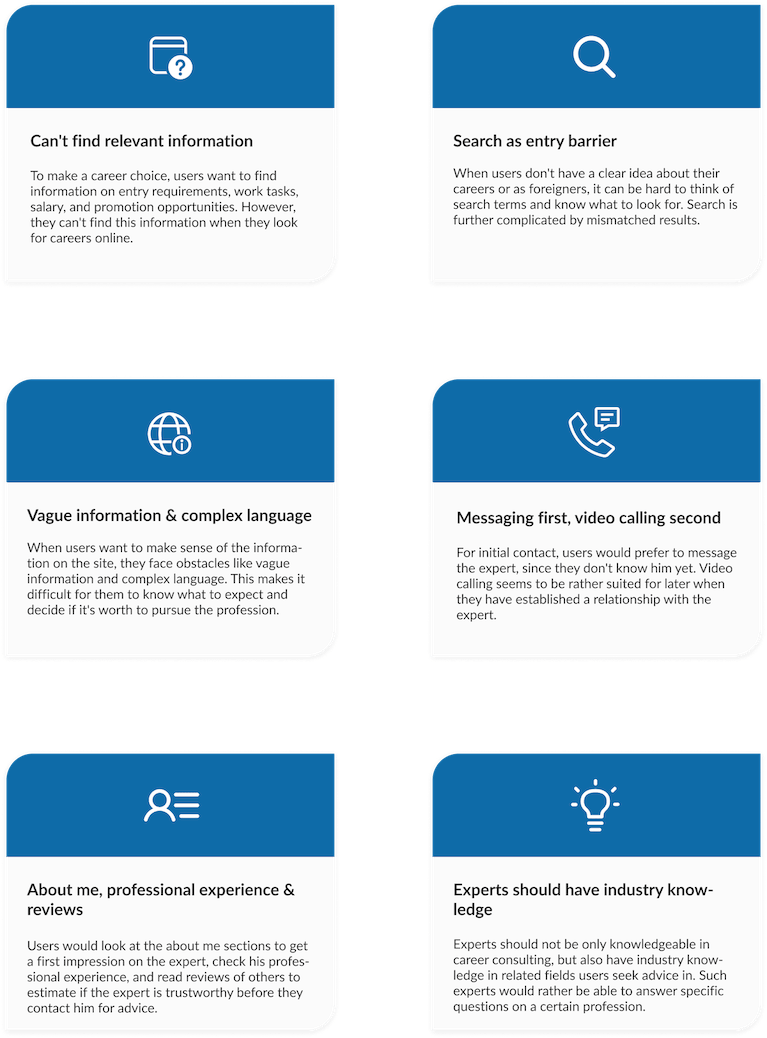 Can't find relevant information
To make a career choice, users want to find
information on entry requirements, work tasks,
salary, and promotion opportunities. However,
they can't find this information when they look
for careers online.
Search as entry barrier
When users don't have a clear idea about their
careers or as foreigners, it can be hard to think of
search terms and know what to look for. Search is
further complicated by mismatched results.
Vague information & complex language
When users want to make sense of the informa-
tion on the site, they face obstacles like vague
information and complex language. This makes it
difficult for them to know what to expect and
decide if it's worth to pursue the profession.
Messaging first, video calling second
For initial contact, users would prefer to message
the expert, since they don't know him yet. Video
calling seems to be rather suited for later when
they have established a relationship with the
expert.
About me, professional experience &
reviews
Users would look at the about me sections to get
a first impression on the expert, check his profes-
sional experience, and read reviews of others to
estimate if the expert is trustworthy before they
contact him for advice.
Experts should have industry know-
ledge
Experts should not be only knowledgeable in
career consulting, but also have industry know-
ledge in related fields users seek advice in. Such
experts would rather be able to answer specific
questions on a certain profession.